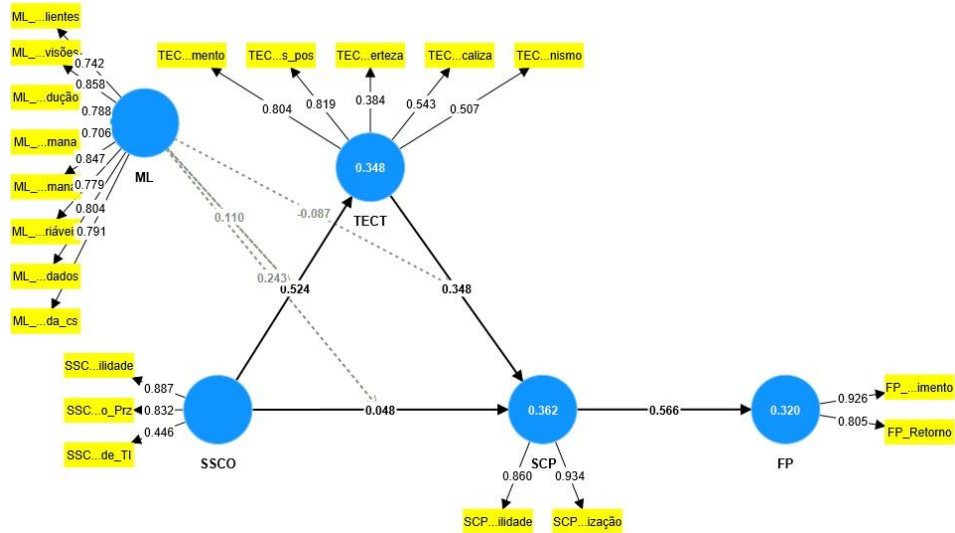 ML_...lientes
ML_...visões
ML_...dução
ML_...mana
ML_...mana
ML_...riávei
ML_...dados
ML_...da_cs
0.742
0.858
0.788
0.706
0.847
0.779
0.804
0.791
ML
TEC...mento
TEC...s_pos
TEC...erteza
TEC...caliza
TEC...nismo
0.804
0.819
0.384
0.543
0.507
0.348
TECT
0.110
-0.087
0.243
0.524
0.348
SSC...ilidade
SSC...o_Prz
SSC...de_TI
0.887
0.832
0.446
SSCO
0.048
0.362
SCP
0.860
0.934
SCP...ilidade
SCP...ização
0.566
0.320
FP
0.926
0.805
FP_...imento
FP_Retorno